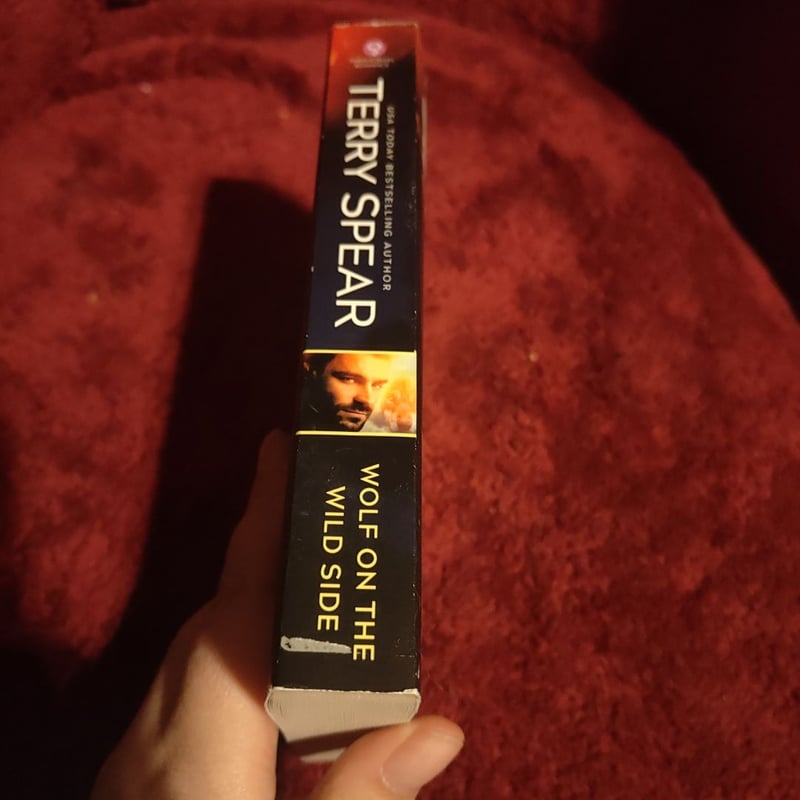 USA TODAY BESTSELLING AUTHOR
TERRY SPEAR
WOLF ON THE
WILD SIDE